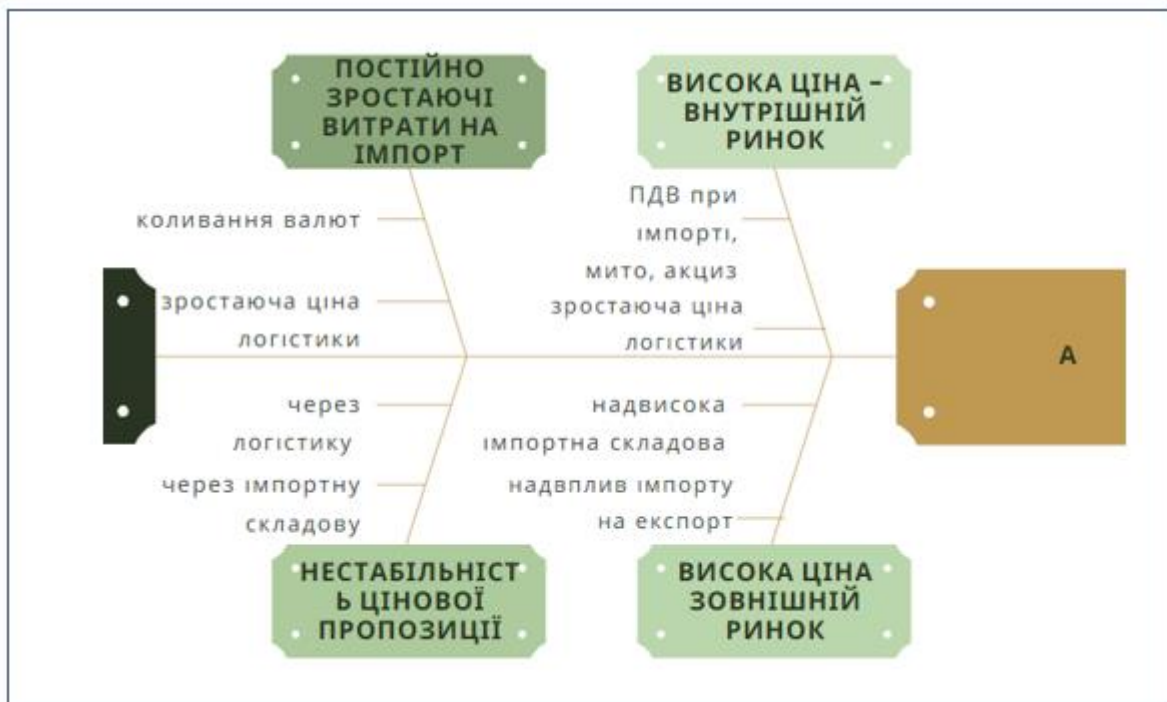 ПОСТІЙНО
ЗРОСТАЮЧІ
ВИТРАТИ НА
ІМПОРТ
ВИСОКА ЦІНА –
ВНУТРІШНІЙ
РИНОК
коливання валют
зростаюча ціна
логістики
ПДВ при
імпорті,
мито, акциз
зростаюча ціна
логістики
А
через
логістику
через імпортну
складову
надвисока
імпортна складова
надвплив імпорту
на експорт
НЕСТАБІЛЬНІСТ
Ь ЦІНОВОЇ
ПРОПОЗИЦІЇ
ВИСОКА ЦІНА
ЗОВНІШНІЙ
РИНОК